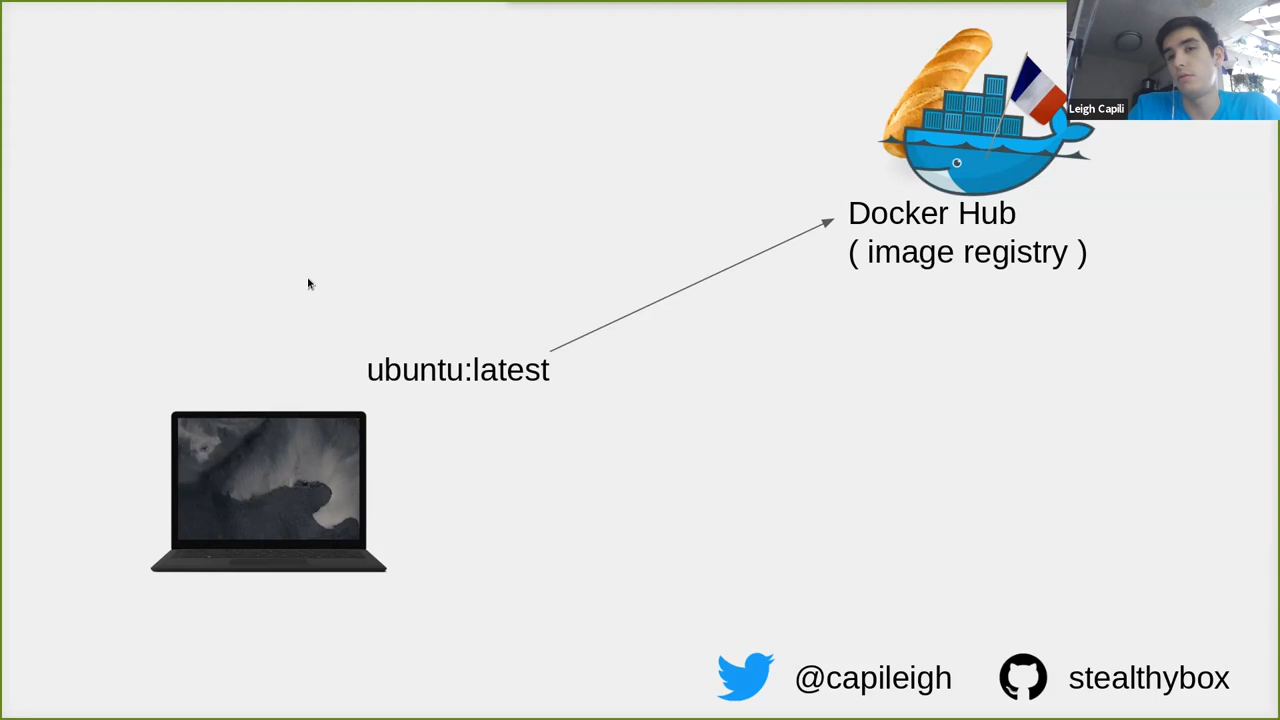 Leigh Capili
Docker Hub
( image registry )
ubuntu:latest
@capileigh
stealthybox